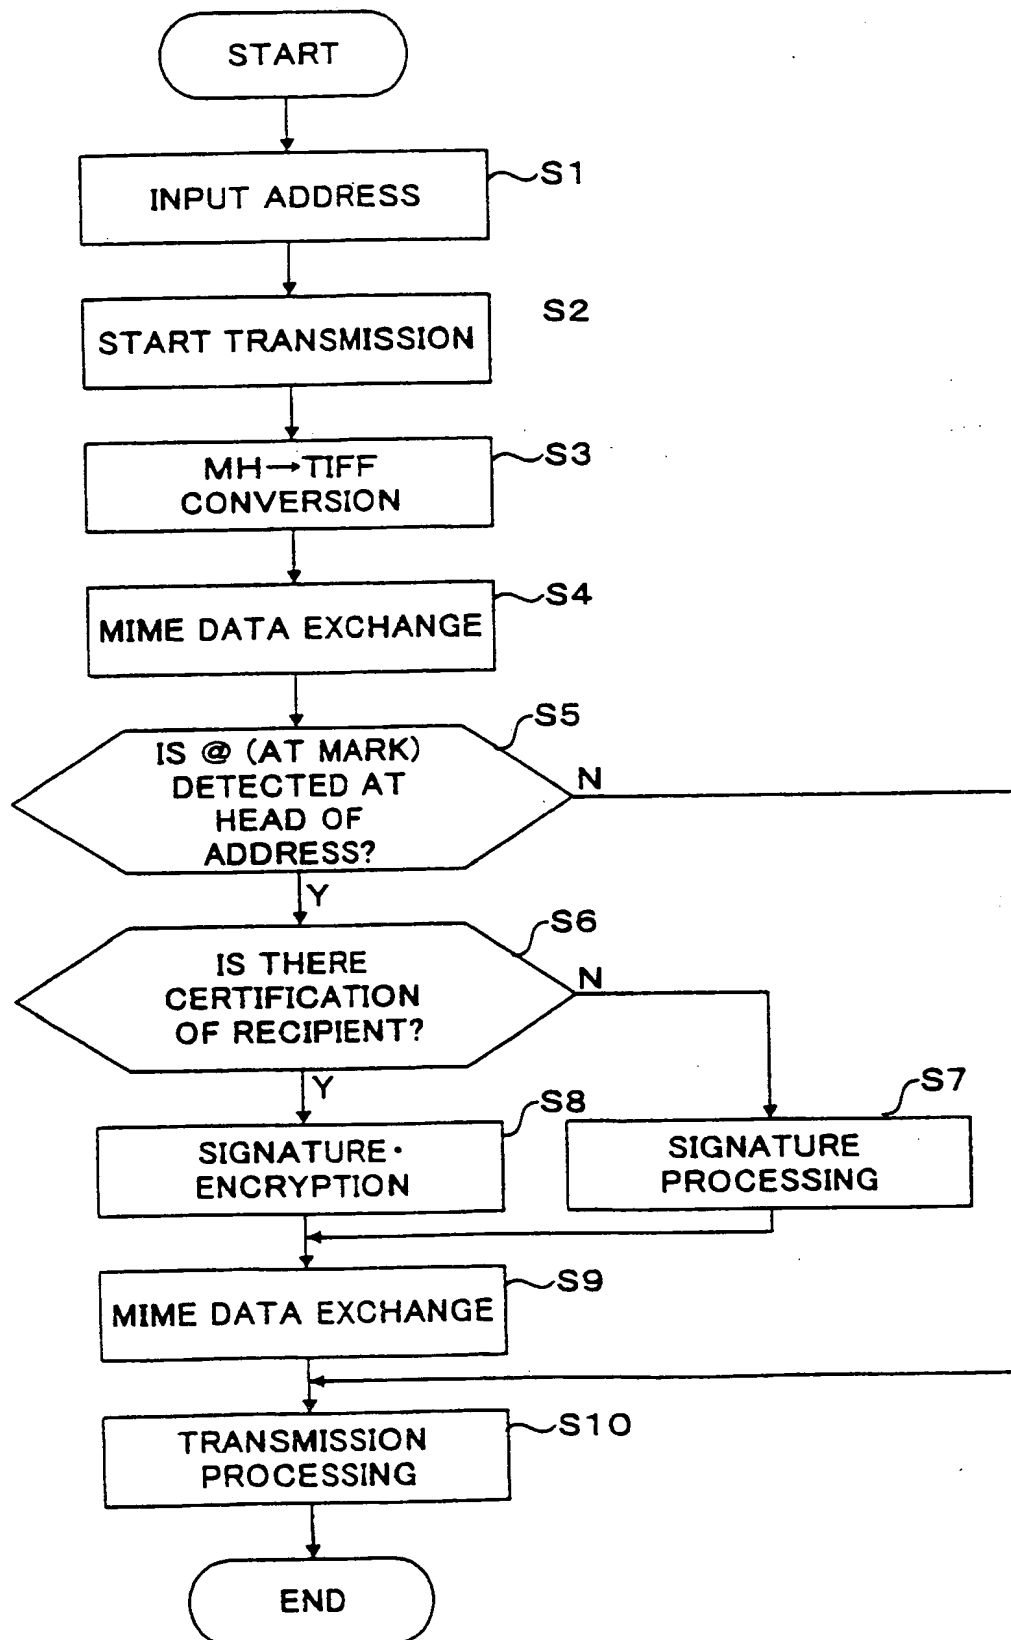 START
INPUT ADDRESS
S1
START TRANSMISSION
S2
MH→TIFF
CONVERSION
S3
MIME DATA EXCHANGE
S4
IS @ (AT MARK)
DETECTED AT
HEAD OF
ADDRESS?
S5
N
Y
IS THERE
CERTIFICATION
OF RECIPIENT?
S6
N
Y
SIGNATURE・
ENCRYPTION
S8
SIGNATURE
PROCESSING
S7
MIME DATA EXCHANGE
S9
TRANSMISSION
PROCESSING
S10
END